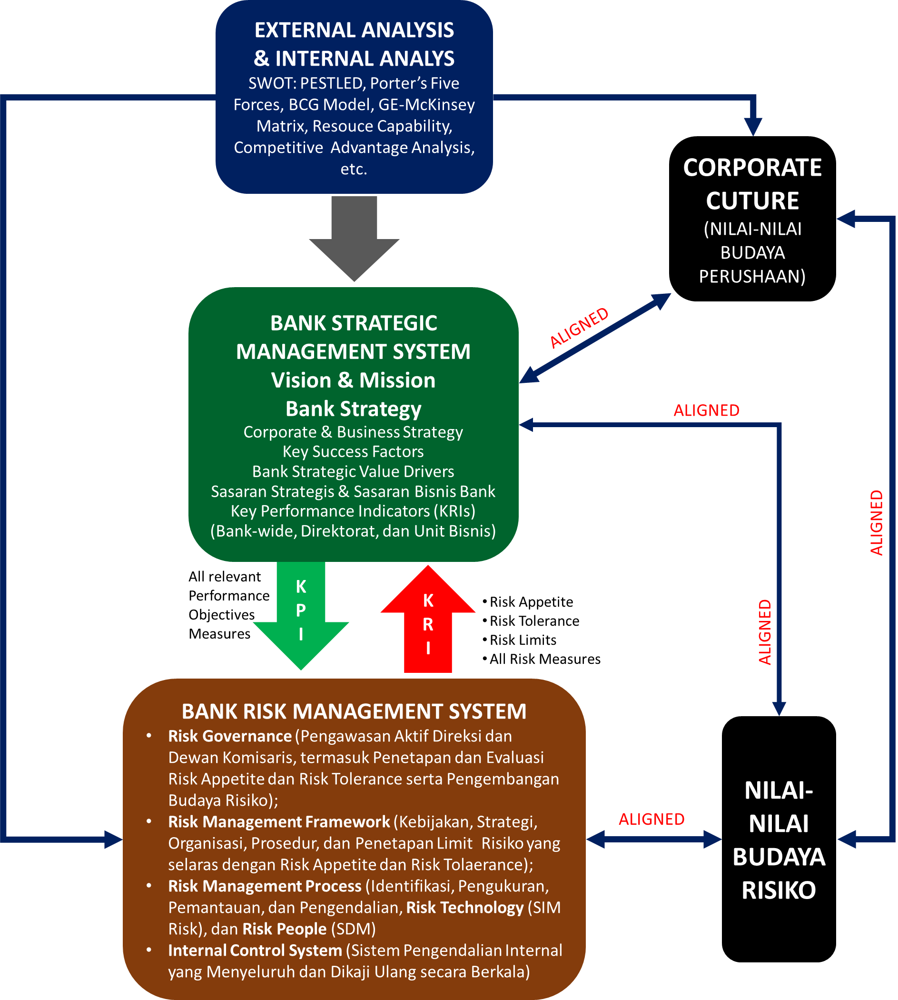 EXTERNAL ANALYSIS
& INTERNAL ANALYS
SWOT: PESTLED, Porter’s Five
Forces, BCG Model, GE-McKinsey
Matrix, Resouce Capability,
Competitive Advantage Analysis,
etc.
CORPORATE
CUTURE
(NILAI-NILAI
BUDAYA
PERUSHAAN)
BANK STRATEGIC
MANAGEMENT SYSTEM
Vision & Mission
Bank Strategy
Corporate & Business Strategy
Key Success Factors
Bank Strategic Value Drivers
Sasaran Strategis & Sasaran Bisnis Bank
Key Performance Indicators (KRIs)
(Bank-wide, Direktorat, dan Unit Bisnis)
ALIGNED
ALIGNED
ALIGNED
ALIGNED
All relevant
Performance
Objectives
Measures
K
P
I
K
R
I
• Risk Appetite
• Risk Tolerance
• Risk Limits
• All Risk Measures
BANK RISK MANAGEMENT SYSTEM
• Risk Governance (Pengawasan Aktif Direksi dan
Dewan Komisaris, termasuk Penetapan dan Evaluasi
Risk Appetite dan Risk Tolerance serta Pengembangan
Budaya Risiko);
• Risk Management Framework (Kebijakan, Strategi,
Organisasi, Prosedur, dan Penetapan Limit Risiko yang
selaras dengan Risk Appetite dan Risk Tolaerance);
• Risk Management Process (Identifikasi, Pengukuran,
Pemantauan, dan Pengendalian, Risk Technology (SIM
Risk), dan Risk People (SDM)
• Internal Control System (Sistem Pengendalian Internal
yang Menyeluruh dan Dikaji Ulang secara Berkala)
ALIGNED
NILAI-
NILAI
BUDAYA
RISIKO